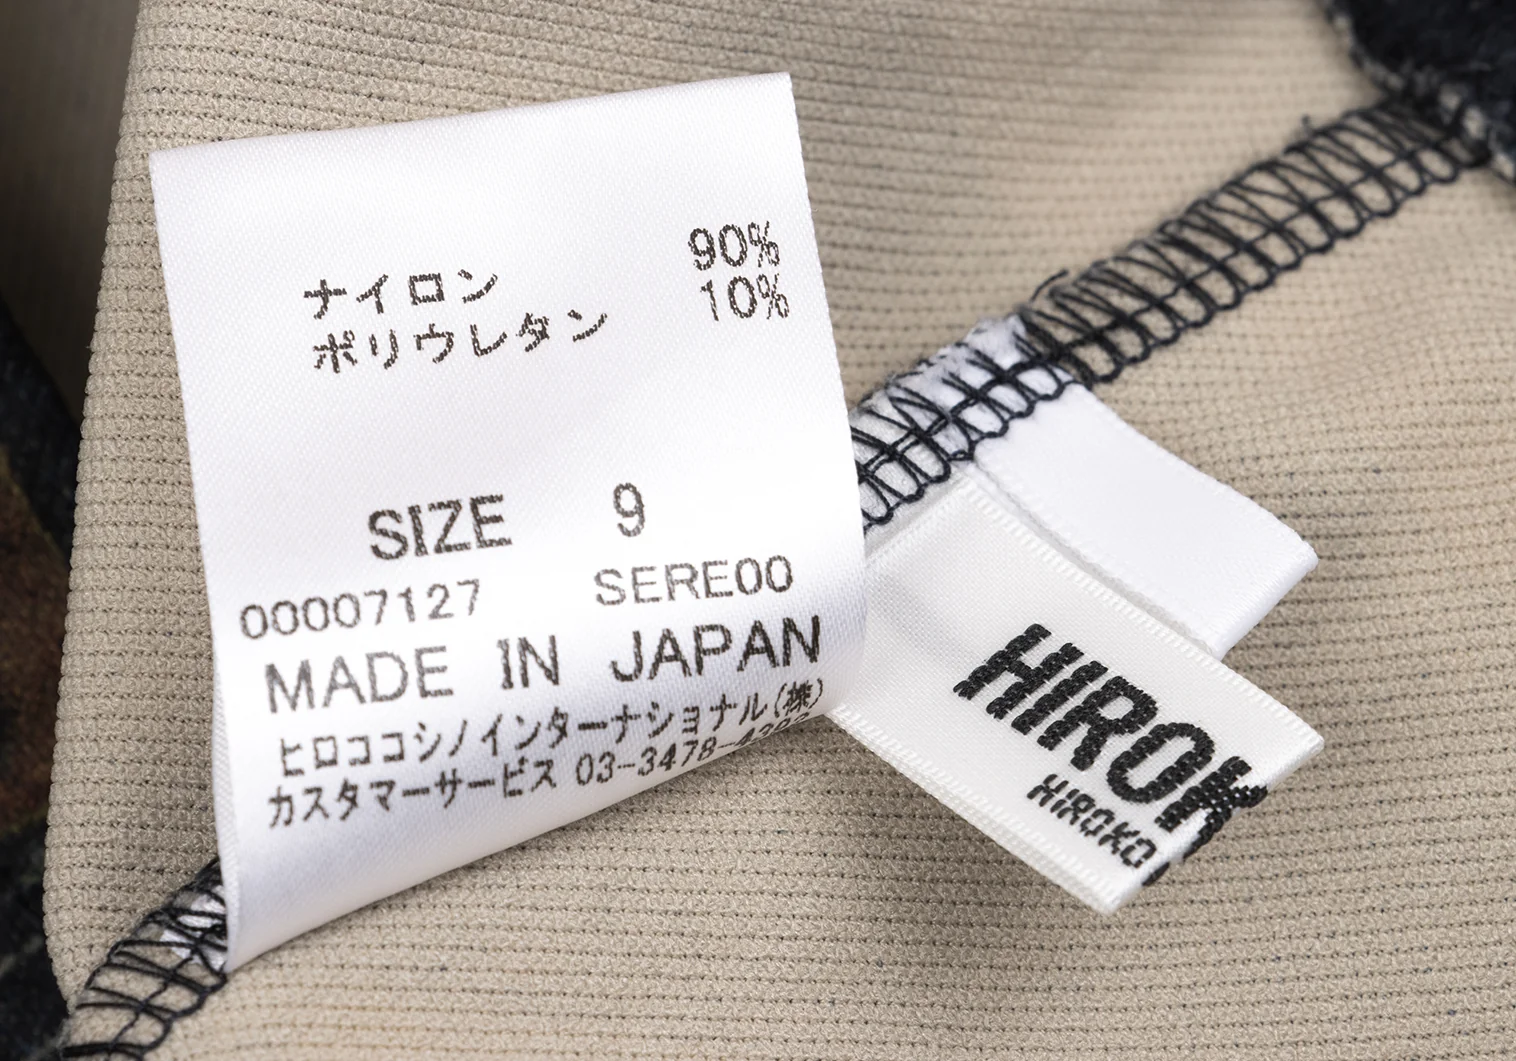 ナイロン 90%
ポリウレタン 10%
SIZE 9
00007127 SERE00
MADE IN JAPAN
ヒロココシノインターナショナル(株)
カスタマーサービス 03-3478-
HIROK
HIROKO